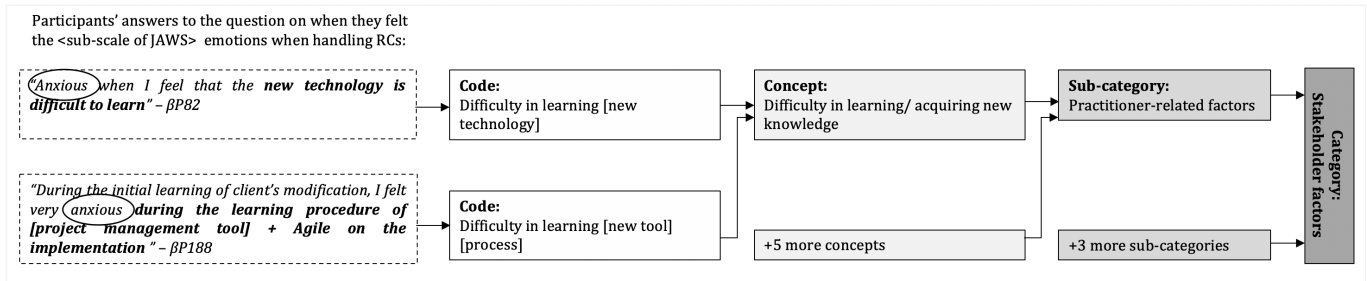 Participants’ answers to the question on when they felt
the <sub-scale of JAWS> emotions when handling RCs:
“Anxious when I feel that the new technology is
difficult to learn” – βP82
Code:
Difficulty in learning [new
technology]
Concept:
Difficulty in learning/ acquiring new
knowledge
Sub-category:
Practitioner-related factors
Category:
Stakeholder factors
“During the initial learning of client’s modification, I felt
very anxious during the learning procedure of
[project management tool] + Agile on the
implementation ” – βP188
Code:
Difficulty in learning [new tool]
[process]
+5 more concepts
+3 more sub-categories